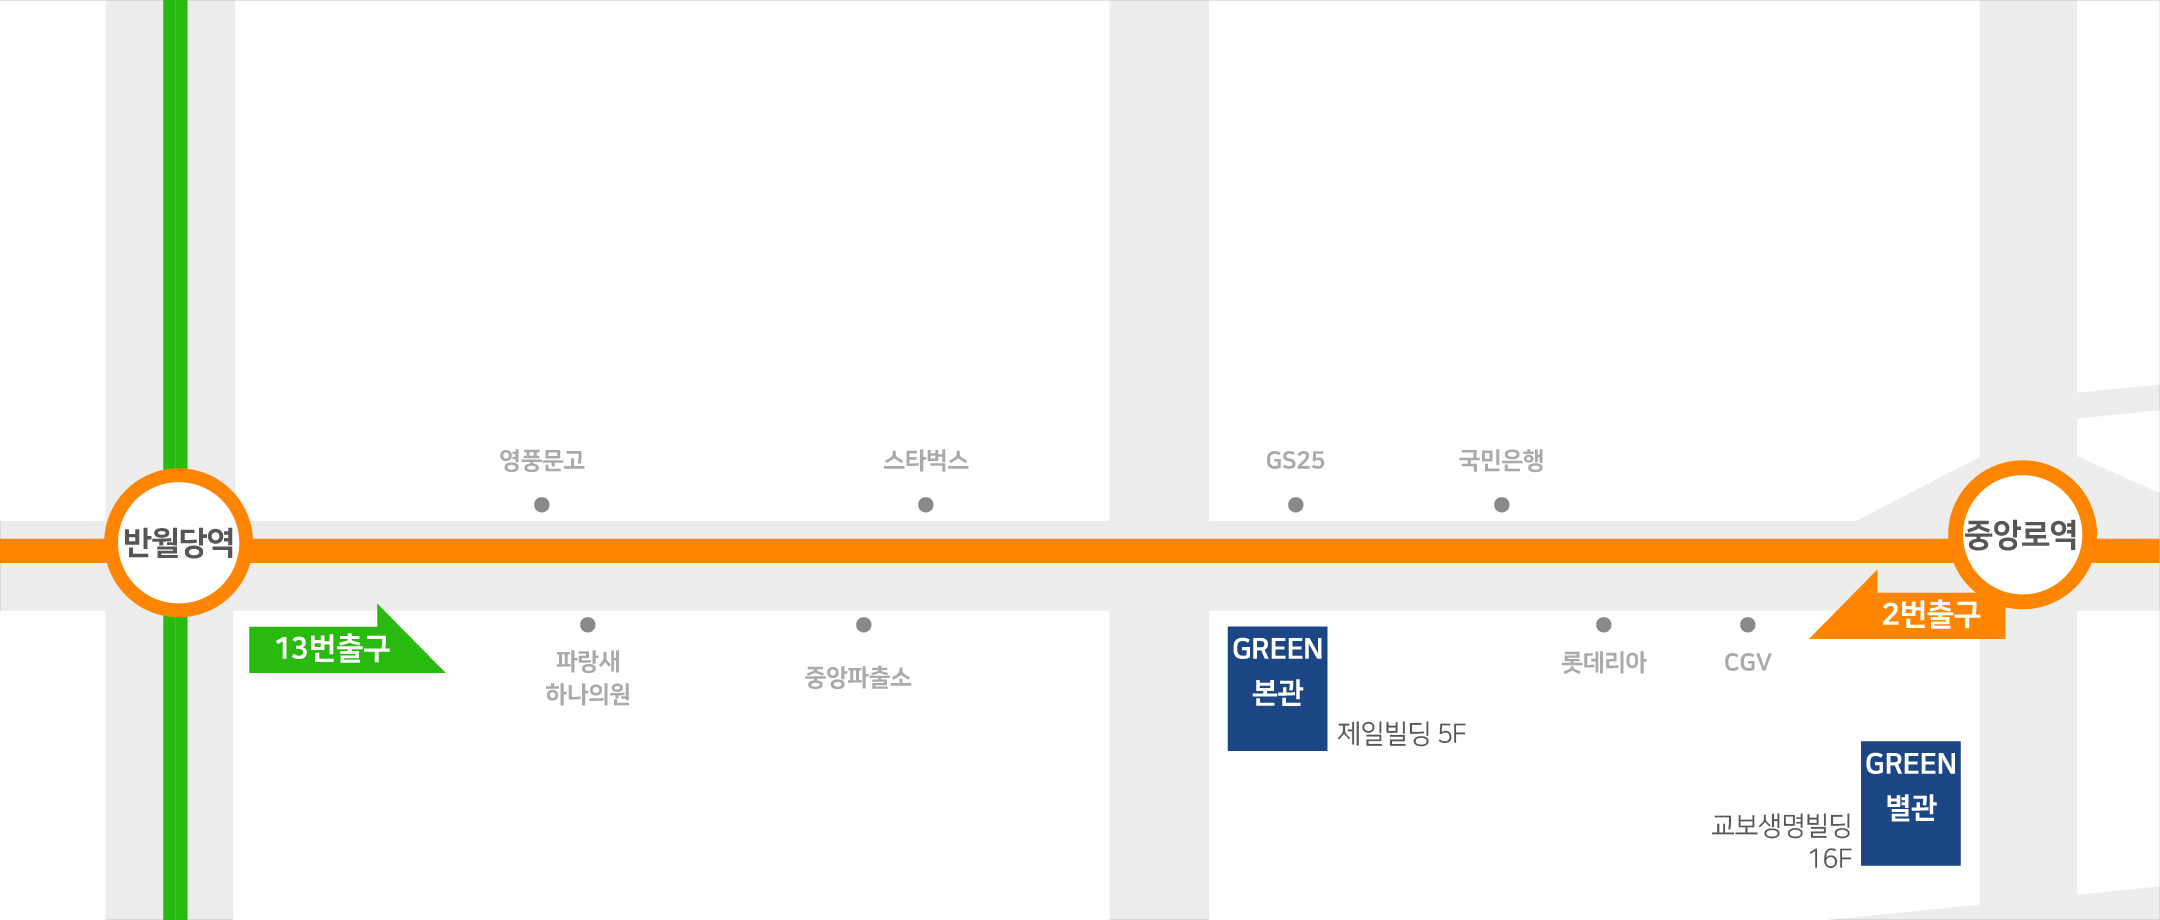 영풍문고
스타벅스
GS25
국민은행
반월당역
중앙로역
13번출구
2번출구
파랑새
하나의원
중앙파출소
GREEN
본관
제일빌딩 5F
롯데리아
CGV
GREEN
별관
교보생명빌딩
16F